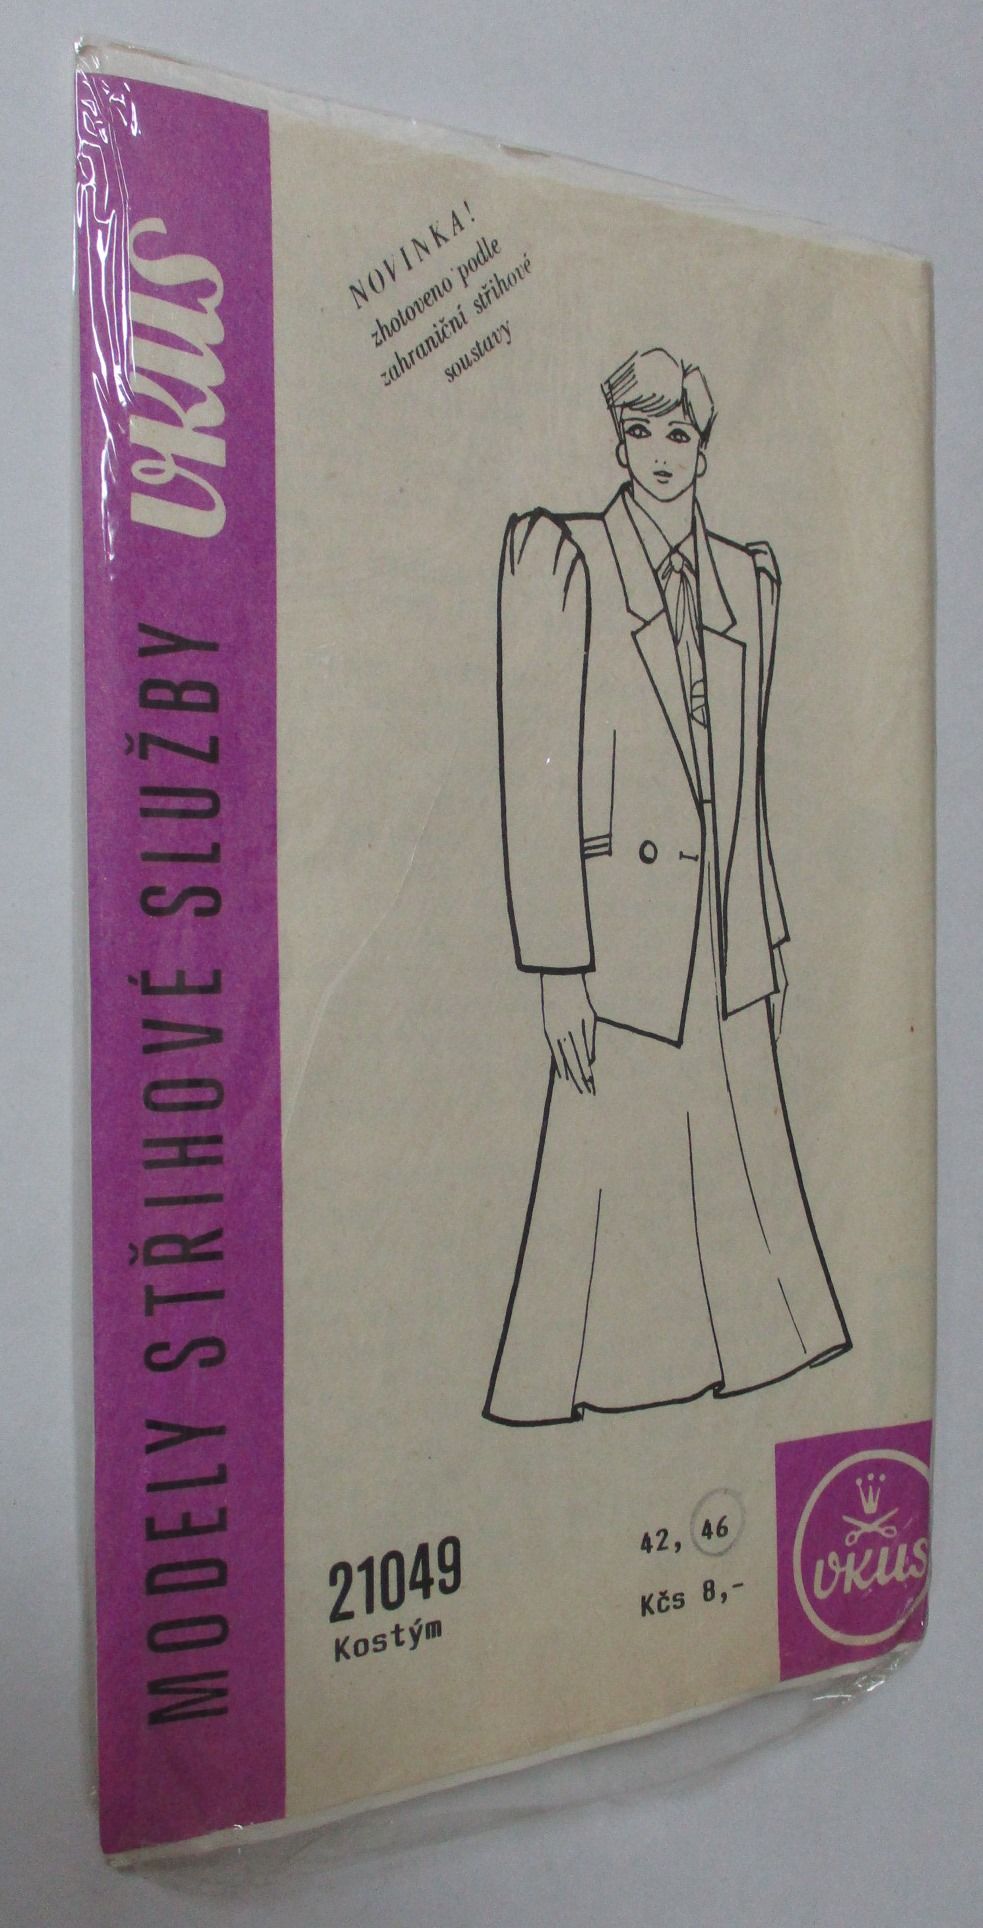 MODELY STŘIHOVÉ SLUŽBY vkus
NOVINKA!
zhotoveno podle
zahraniční střihové
soustavy
21049
Kostým
42, 46
Kčs 8,-
vkus